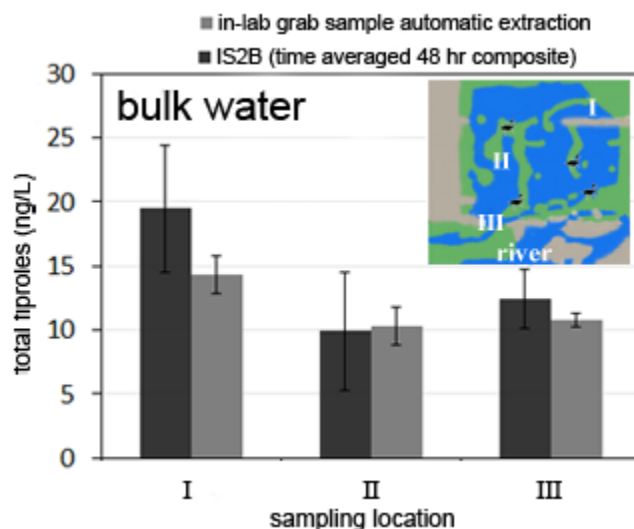 in-lab grab sample automatic extraction
IS2B (time averaged 48 hr composite)
bulk water
total fiproles (ng/L)
30
25
20
15
10
5
0
I
II
III
river
I
II
III
sampling location